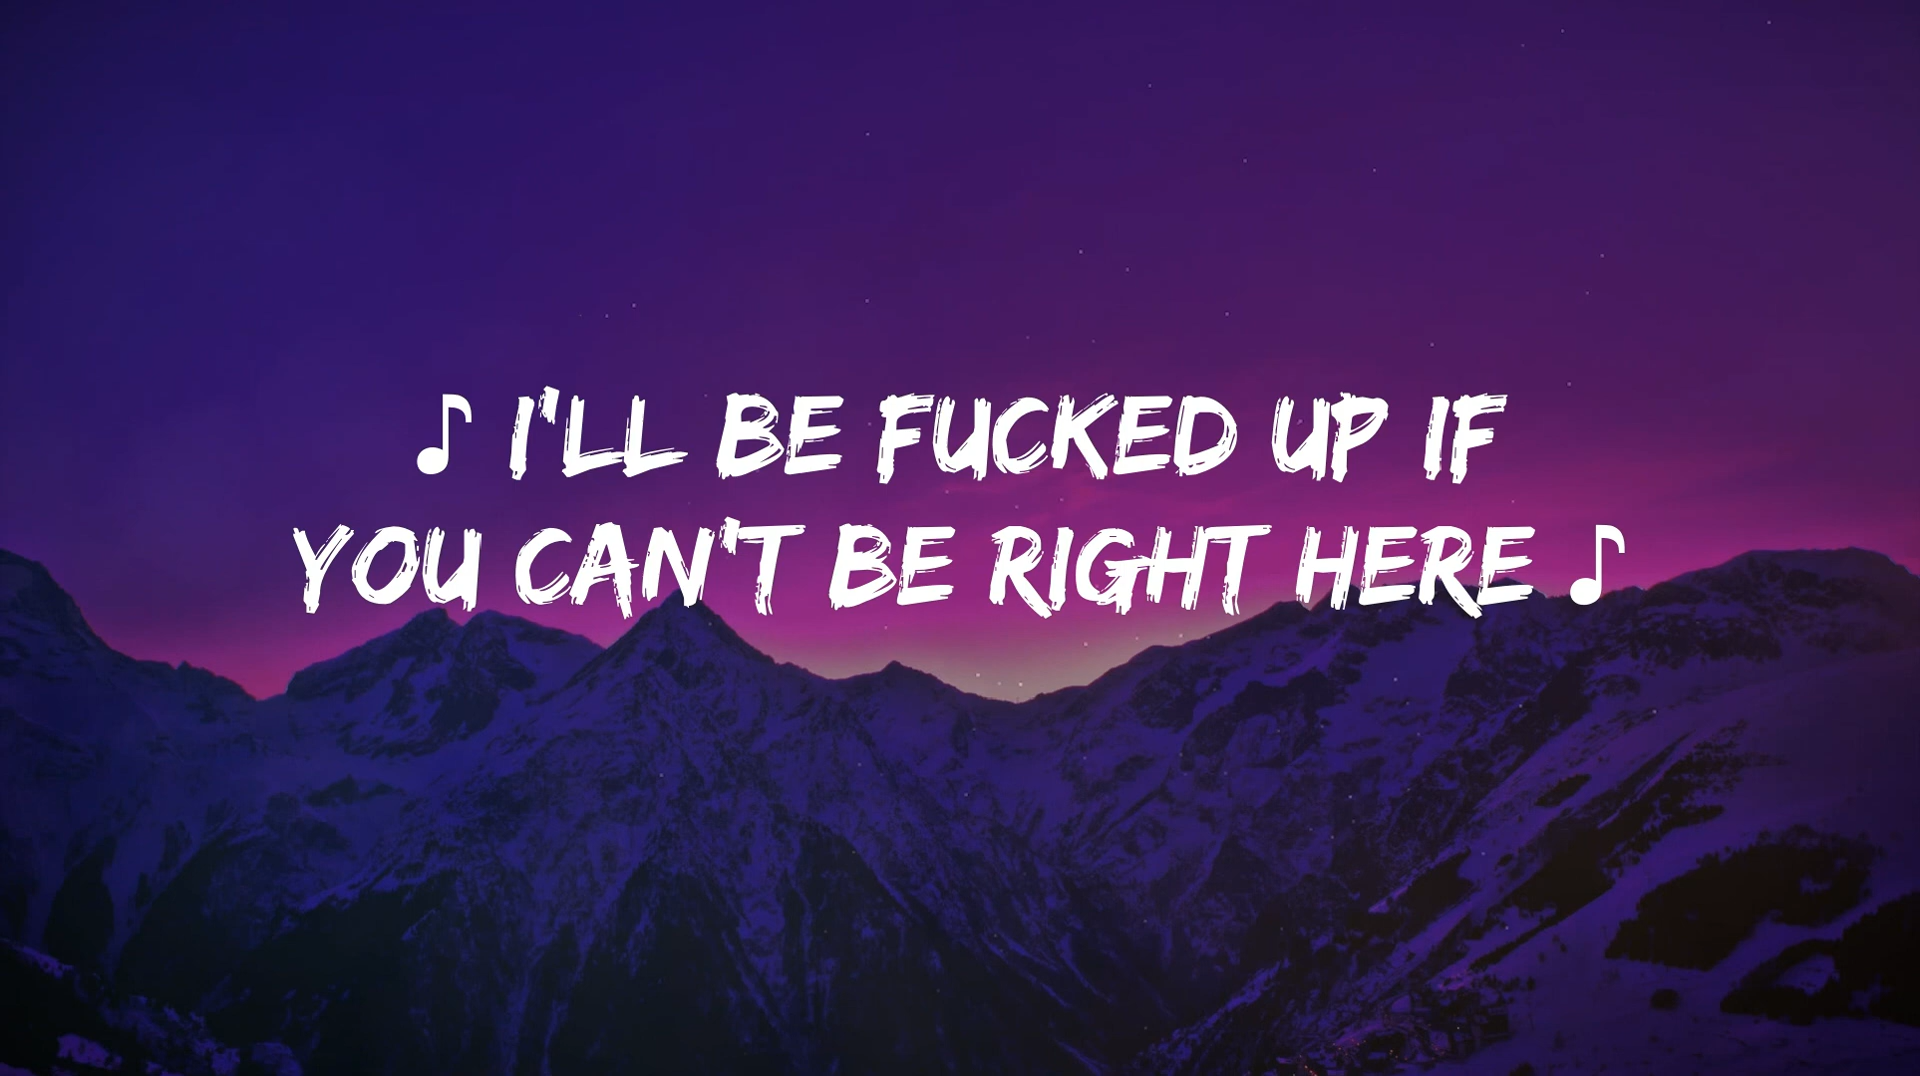 ♪ I'LL BE FUCKED UP IF
YOU CAN'T BE RIGHT HERE ♪